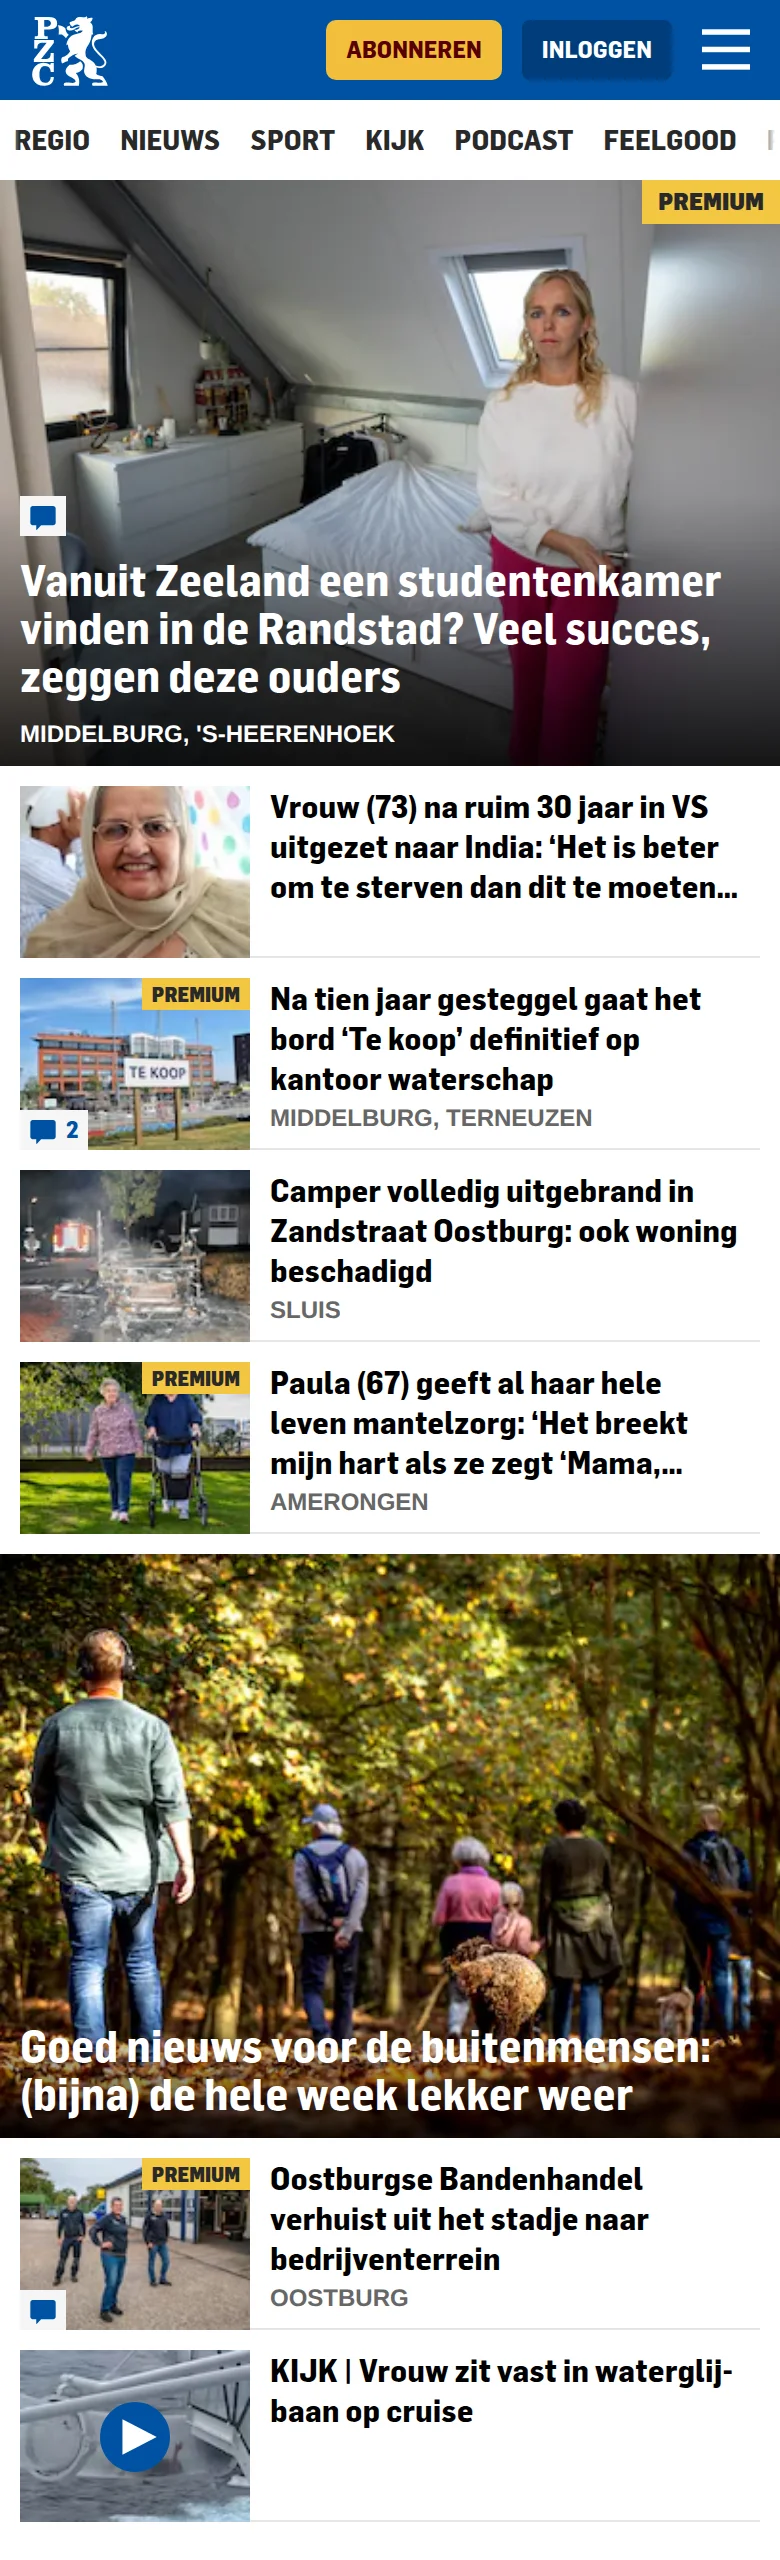 P
Z
C
ABONNEREN
INLOGGEN
REGIO NIEUWS SPORT KIJK PODCAST FEELGOOD
PREMIUM
Vanuit Zeeland een studentenkamer
vinden in de Randstad? Veel succes,
zeggen deze ouders
MIDDELBURG, 'S-HEERENHOEK
Vrouw (73) na ruim 30 jaar in VS
uitgezet naar India: ‘Het is beter
om te sterven dan dit te moeten...
PREMIUM
TE KOOP
2
Na tien jaar gesteggel gaat het
bord ‘Te koop’ definitief op
kantoor waterschap
MIDDELBURG, TERNEUZEN
Camper volledig uitgebrand in
Zandstraat Oostburg: ook woning
beschadigd
SLUIS
PREMIUM
Paula (67) geeft al haar hele
leven mantelzorg: ‘Het breekt
mijn hart als ze zegt ‘Mama,...
AMERONGEN
Goed nieuws voor de buitenmensen:
(bijna) de hele week lekker weer
PREMIUM
Oostburgse Bandenhandel
verhuist uit het stadje naar
bedrijventerrein
OOSTBURG
KIJK | Vrouw zit vast in waterglij-
baan op cruise